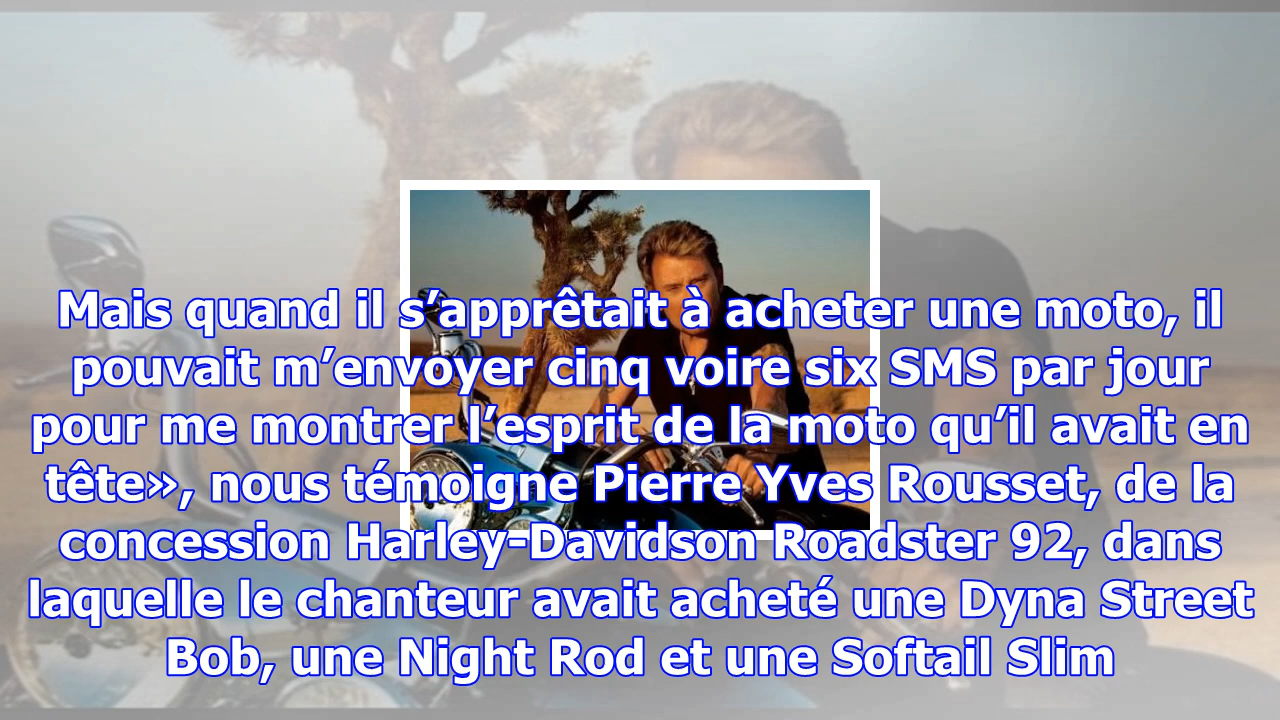 Mais quand il s’apprêtait à acheter une moto, il
pouvait m’envoyer cinq voire six SMS par jour
pour me montrer l’esprit de la moto qu’il avait en
tête», nous témoigne Pierre Yves Rousset, de la
concession Harley-Davidson Roadster 92, dans
laquelle le chanteur avait acheté une Dyna Street
Bob, une Night Rod et une Softail Slim